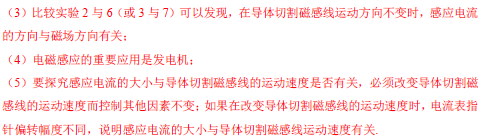 （3）比较实验 2 与 6（或 3 与 7）可以发现，在导体切割磁感线运动方向不变时，感应电流
的方向与磁场方向有关；
（4）电磁感应的重要应用是发电机；
（5）要探究感应电流的大小与导体切割磁感线的运动速度是否有关，必须改变导体切割磁
感线的运动速度而控制其他因素不变；如果在改变导体切割磁感线的运动速度时，电流表指
针偏转幅度不同，说明感应电流的大小与导体切割磁感线运动速度有关.